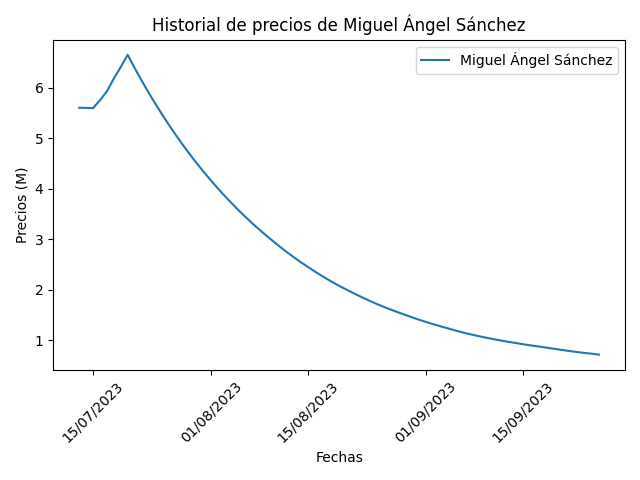 Historial de precios de Miguel Ángel Sánchez
Miguel Ángel Sánchez
Precios (M)
6
5
4
3
2
1
15/07/2023
01/08/2023
15/08/2023
01/09/2023
15/09/2023
Fechas